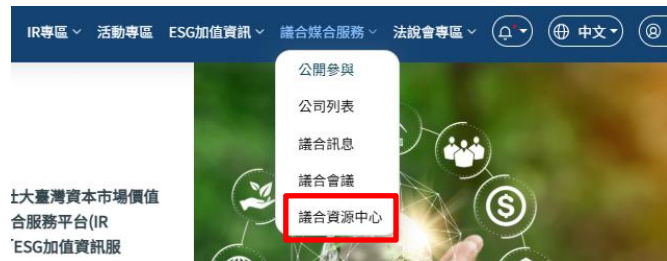 IR專區 活動專區 ESG加值資訊 議合媒合服務 法說會專區 中文
公開參與
公司列表
議合訊息
議合會議
議合資源中心
大臺灣資本市場價值
合服務平台(IR
ESG加值資訊服